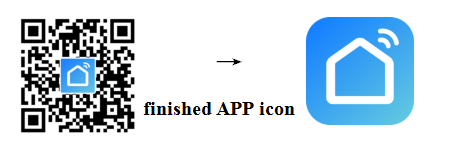 →
finished APP icon